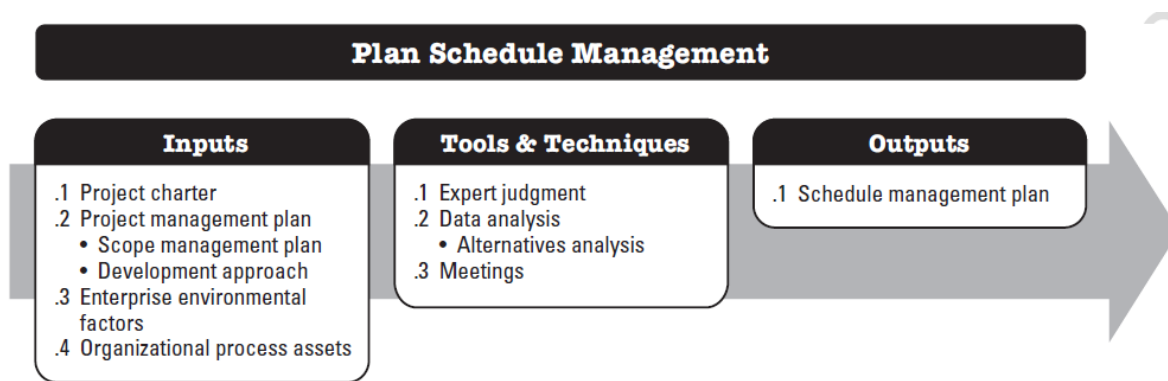 Plan Schedule Management
Inputs
.1 Project charter
.2 Project management plan
• Scope management plan
• Development approach
.3 Enterprise environmental
factors
.4 Organizational process assets
Tools & Techniques
.1 Expert judgment
.2 Data analysis
• Alternatives analysis
.3 Meetings
Outputs
.1 Schedule management plan